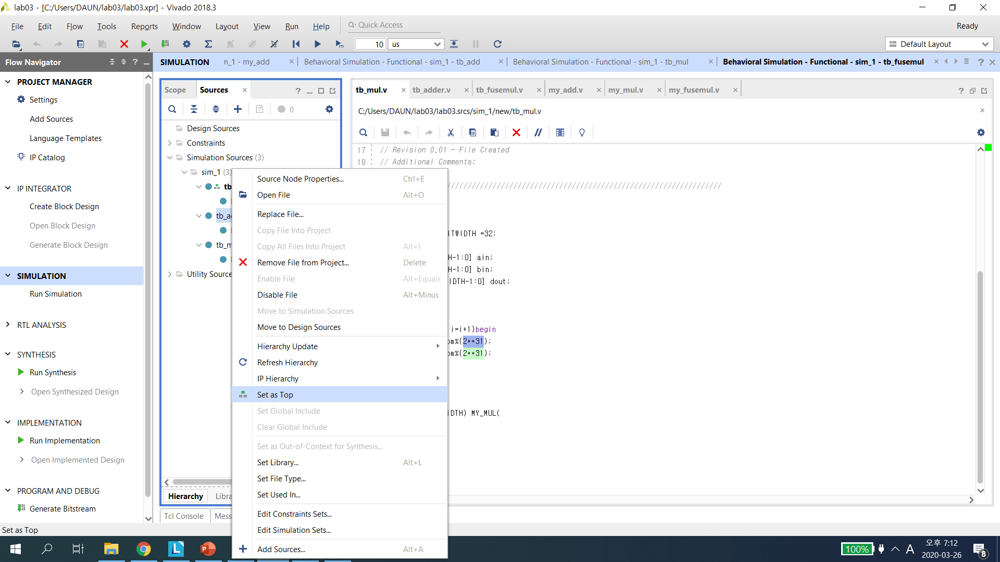 lab03 - [C:/Users/DAUN/lab03/lab03.xpr] - Vivado 2018.3
File Edit Flow Tools Reports Window Layout View Run Help Quick Access Ready
10 us Default Layout
Flow Navigator
SIMULATION n_1 - my_add Behavioral Simulation - Functional - sim_1 - tb_add Behavioral Simulation - Functional - sim_1 - tb_mul Behavioral Simulation - Functional - sim_1 - tb_fusemul
PROJECT MANAGER
Settings
Add Sources
Language Templates
IP Catalog
IP INTEGRATOR
Create Block Design
Open Block Design
Generate Block Design
SIMULATION
Run Simulation
RTL ANALYSIS
SYNTHESIS
Run Synthesis
Open Synthesized Design
IMPLEMENTATION
Run Implementation
Open Implemented Design
PROGRAM AND DEBUG
Generate Bitstream
Scope Sources
0
Design Sources
Constraints
Simulation Sources (3)
sim_1 (3)
tb
tb_a
tb_m
Utility Source
Hierarchy Libra
Tcl Console Mess
Source Node Properties... Ctrl+E
Open File Alt+O
Replace File...
Copy File Into Project
Copy All Files Into Project Alt+I
Remove File from Project... Delete
Enable File Alt+Equals
Disable File Alt+Minus
Move to Simulation Sources
Move to Design Sources
Hierarchy Update
Refresh Hierarchy
IP Hierarchy
Set as Top
Set Global Include
Clear Global Include
Set as Out-of-Context for Synthesis...
Set Library... Alt+L
Set File Type...
Set Used In...
Edit Constraints Sets...
Edit Simulation Sets...
Add Sources... Alt+A
tb_mul.v tb_adder.v tb_fusemul.v my_add.v my_mul.v my_fusemul.v
C:/Users/DAUN/lab03/lab03.srcs/sim_1/new/tb_mul.v
17 // Revision 0.01 - File Created
18 // Additional Comments:
//////////////////////////////////////////////////////////////////
ITWIDTH =32;
H-1:0] ain;
H-1:0] bin;
IDTH-1:0] dout;
i=i+1)begin
om%(2**31);
om%(2**31);
IDTH) MY_MUL(
Set as Top
100% A 오후 7:12
2020-03-26
8